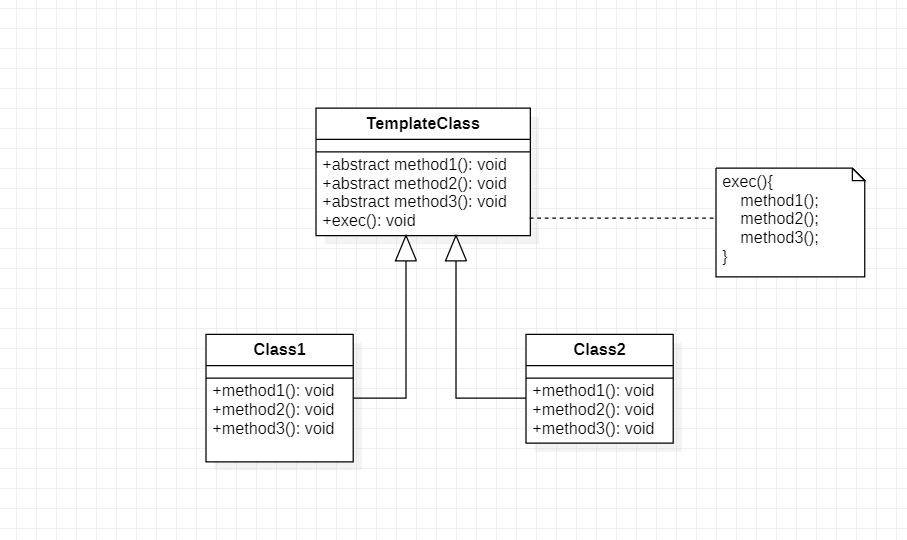 TemplateClass
+abstract method1(): void
+abstract method2(): void
+abstract method3(): void
+exec(): void
exec(){
method1();
method2();
method3();
}
Class1
+method1(): void
+method2(): void
+method3(): void
Class2
+method1(): void
+method2(): void
+method3(): void